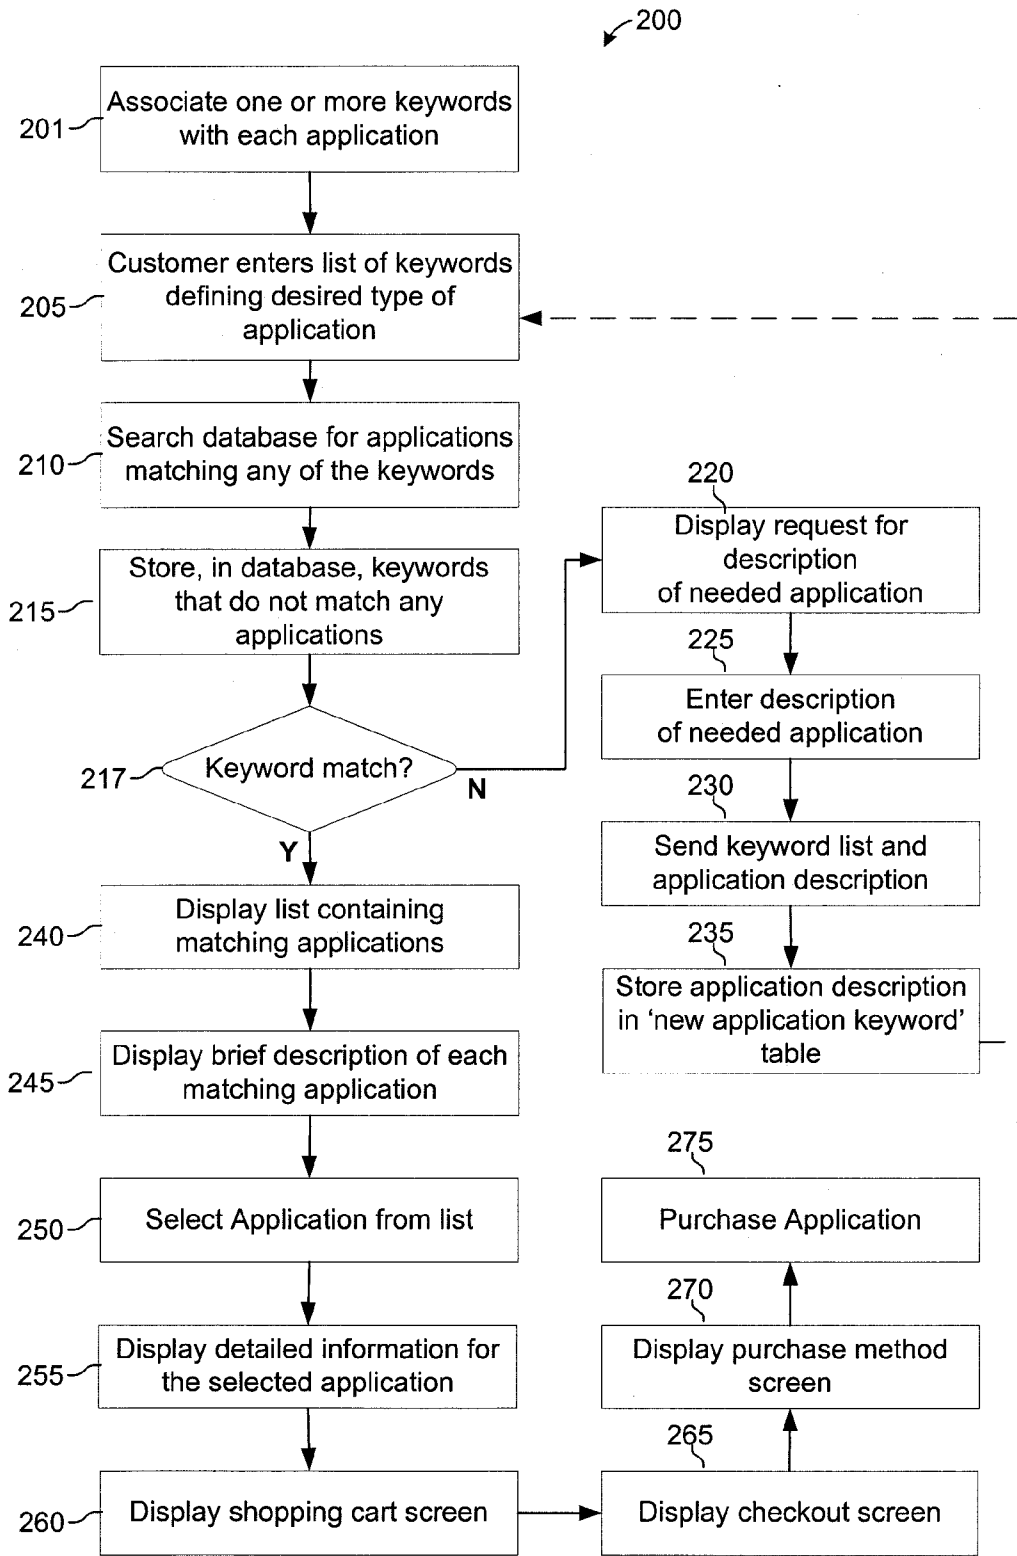 200
201
Associate one or more keywords
with each application
205
Customer enters list of keywords
defining desired type of
application
210
Search database for applications
matching any of the keywords
215
Store, in database, keywords
that do not match any
applications
217
Keyword match?
N
Y
220
Display request for
description
of needed application
225
Enter description
of needed application
230
Send keyword list and
application description
235
Store application description
in ‘new application keyword’
table
240
Display list containing
matching applications
245
Display brief description of each
matching application
250
Select Application from list
255
Display detailed information for
the selected application
260
Display shopping cart screen
265
Display checkout screen
270
Display purchase method
screen
275
Purchase Application